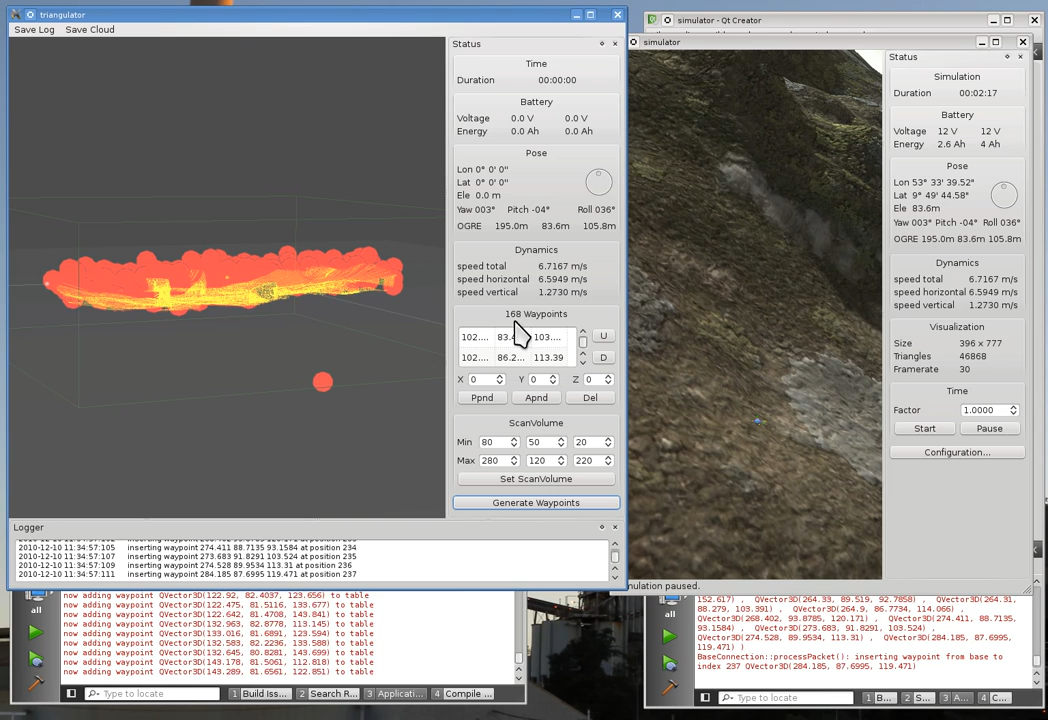 triangulator
Save Log Save Cloud
Status
Time
Duration 00:00:00
Battery
Voltage 0.0 V 0.0 V
Energy 0.0 Ah 0.0 Ah
Pose
Lon 0° 0' 0"
Lat 0° 0' 0"
Ele 0.0 m
Yaw 003° Pitch -04° Roll 036°
OGRE 195.0m 83.6m 105.8m
Dynamics
speed total 6.7167 m/s
speed horizontal 6.5949 m/s
speed vertical 1.2730 m/s
168 Waypoints
102.... 103.... U
102.... 86.2... 113.39 D
X 0 Y 0 Z 0
Ppnd Apnd Del
ScanVolume
Min 80 50 20
Max 280 120 220
Set ScanVolume
Generate Waypoints
Logger
2010-12-10 11:34:57:105 inserting waypoint 274.411 88.7135 93.1584 at position 234
2010-12-10 11:34:57:107 inserting waypoint 273.683 91.8291 103.524 at position 235
2010-12-10 11:34:57:109 inserting waypoint 274.528 89.9534 113.31 at position 236
2010-12-10 11:34:57:111 inserting waypoint 284.185 87.6995 119.471 at position 237
all
now adding waypoint QVector3D(122.92, 82.4037, 123.656) to table
now adding waypoint QVector3D(122.475, 81.5116, 133.677) to table
now adding waypoint QVector3D(122.642, 81.4708, 143.841) to table
now adding waypoint QVector3D(132.963, 82.8778, 113.145) to table
now adding waypoint QVector3D(133.016, 81.6891, 123.594) to table
now adding waypoint QVector3D(132.583, 82.2236, 133.588) to table
now adding waypoint QVector3D(132.645, 80.8281, 143.699) to table
now adding waypoint QVector3D(143.178, 81.5061, 112.818) to table
now adding waypoint QVector3D(143.289, 81.6561, 122.851) to table
Type to locate 1 Build Iss... 2 Search R... 3 Applicati... 4 Compile ...
simulator - Qt Creator
simulator
Status
Simulation
Duration 00:02:17
Battery
Voltage 12 V 12 V
Energy 2.6 Ah 4 Ah
Pose
Lon 53° 33' 39.52"
Lat 9° 49' 44.58"
Ele 83.6m
Yaw 003° Pitch -04° Roll 036°
OGRE 195.0m 83.6m 105.8m
Dynamics
speed total 6.7167 m/s
speed horizontal 6.5949 m/s
speed vertical 1.2730 m/s
Visualization
Size 396 x 777
Triangles 46868
Framerate 30
Time
Factor 1.0000
Start Pause
Configuration...
mulation paused.
all
152.617) , QVector3D(264.33, 89.519, 92.7858) , QVector3D(264.31,
88.279, 103.391) , QVector3D(264.9, 86.7734, 114.066) ,
QVector3D(268.402, 93.8785, 120.171) , QVector3D(274.411, 88.7135,
93.1584) , QVector3D(273.683, 91.8291, 103.524) ,
QVector3D(274.528, 89.9534, 113.31) , QVector3D(284.185, 87.6995,
119.471) )
BaseConnection::processPacket(): inserting waypoint from base to
index 237 QVector3D(284.185, 87.6995, 119.471)
Type to locate 1 B... 2 S... 3 A... 4 C...